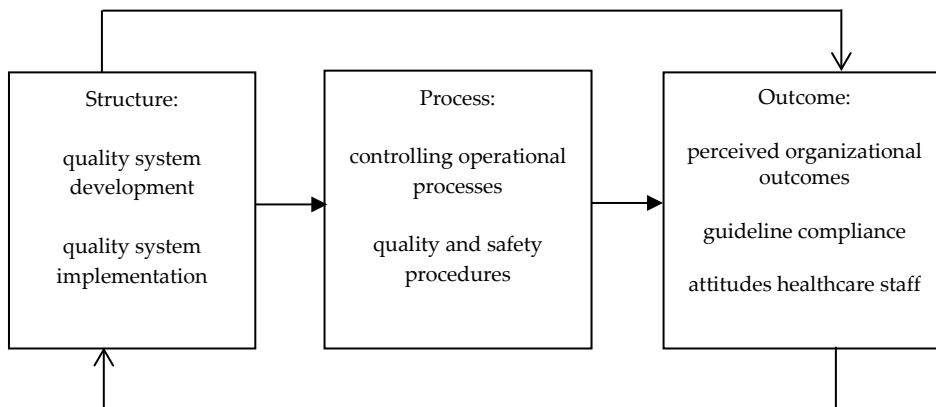 Structure:
quality system
development
quality system
implementation
Process:
controlling operational
processes
quality and safety
procedures
Outcome:
perceived organizational
outcomes
guideline compliance
attitudes healthcare staff